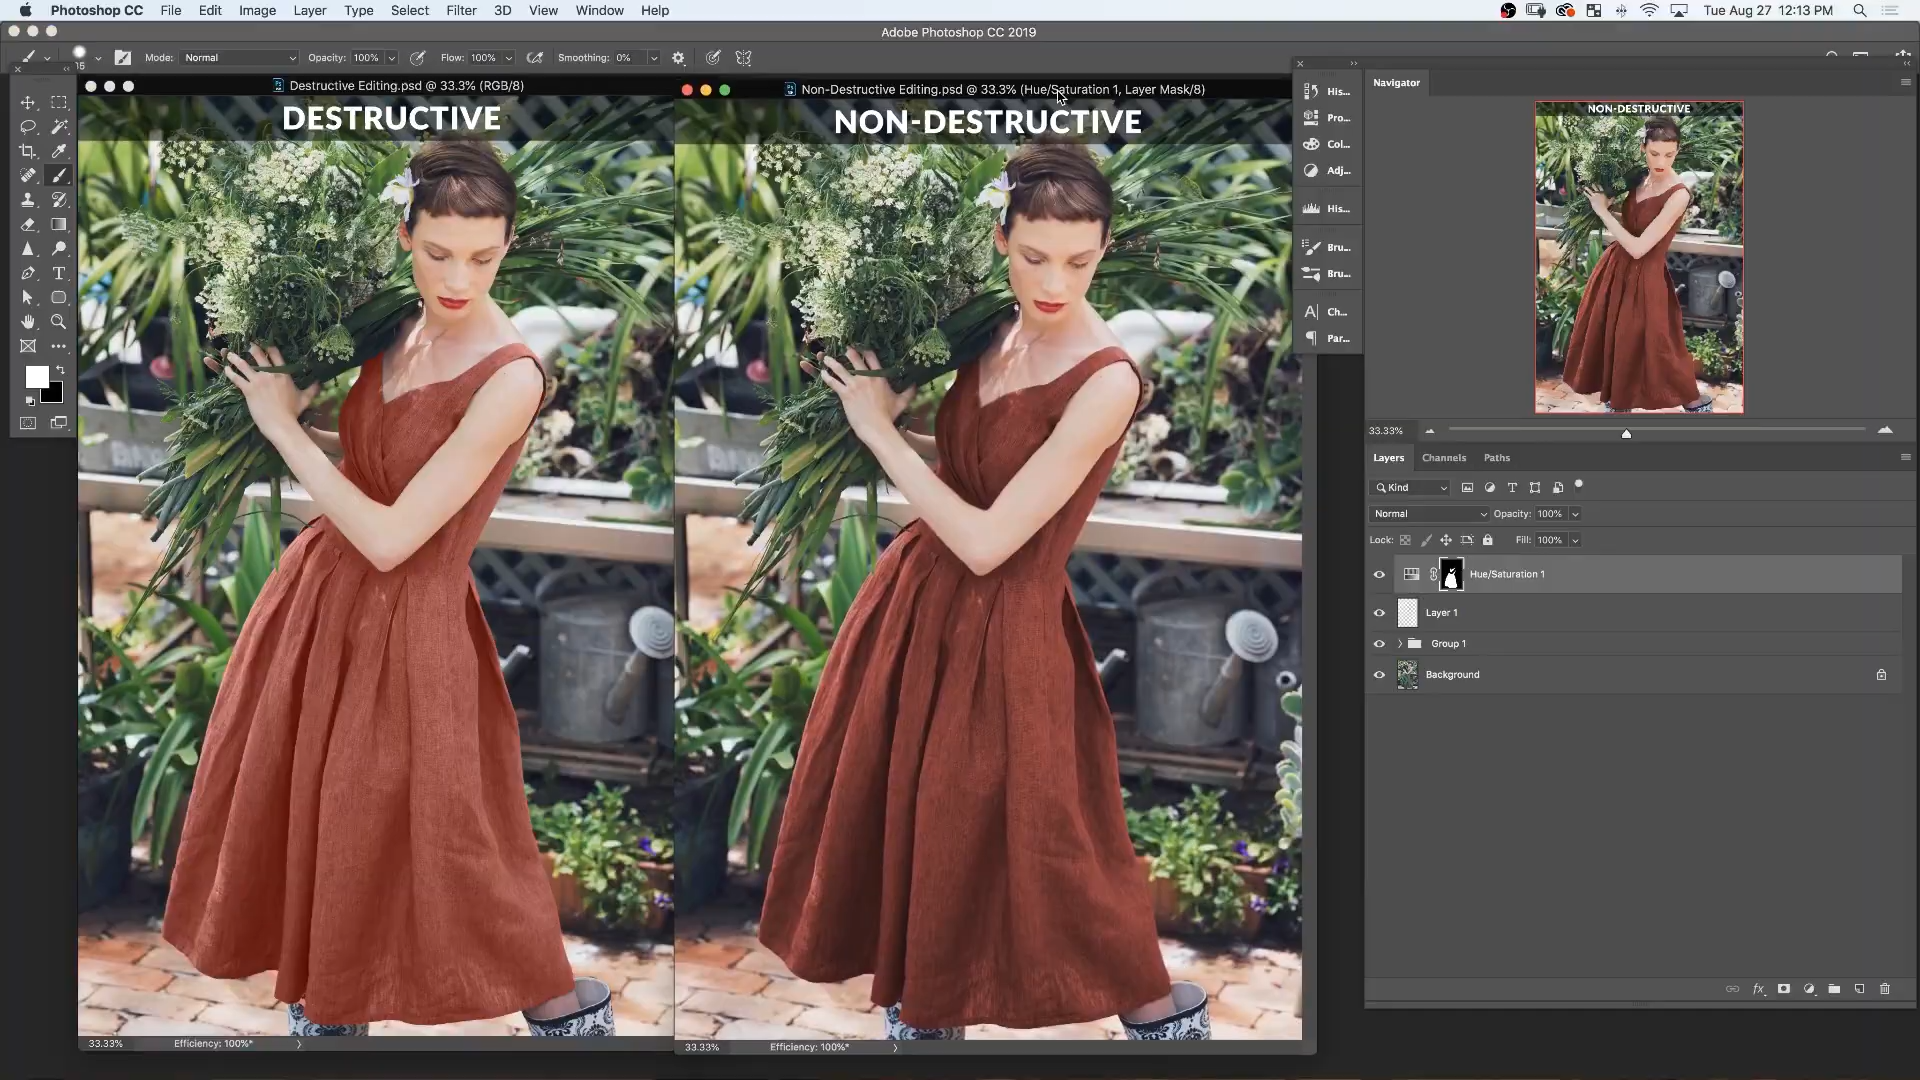 Photoshop CC File Edit Image Layer Type Select Filter 3D View Window Help Tue Aug 27 12:13 PM
Adobe Photoshop CC 2019
15 Mode: Normal Opacity: 100% Flow: 100% Smoothing: 0%
Destructive Editing.psd @ 33.3% (RGB/8)
DESTRUCTIVE
33.33% Efficiency: 100%*
Non-Destructive Editing.psd @ 33.3% (Hue/Saturation 1, Layer Mask/8)
NON-DESTRUCTIVE
33.33% Efficiency: 100%*
His...
Pro...
Col...
Adj...
His...
Bru...
Bru...
Ch...
Par...
Navigator
NON-DESTRUCTIVE
33.33%
Layers Channels Paths
Kind
Normal Opacity: 100%
Lock: Fill: 100%
Hue/Saturation 1
Layer 1
Group 1
Background
fx